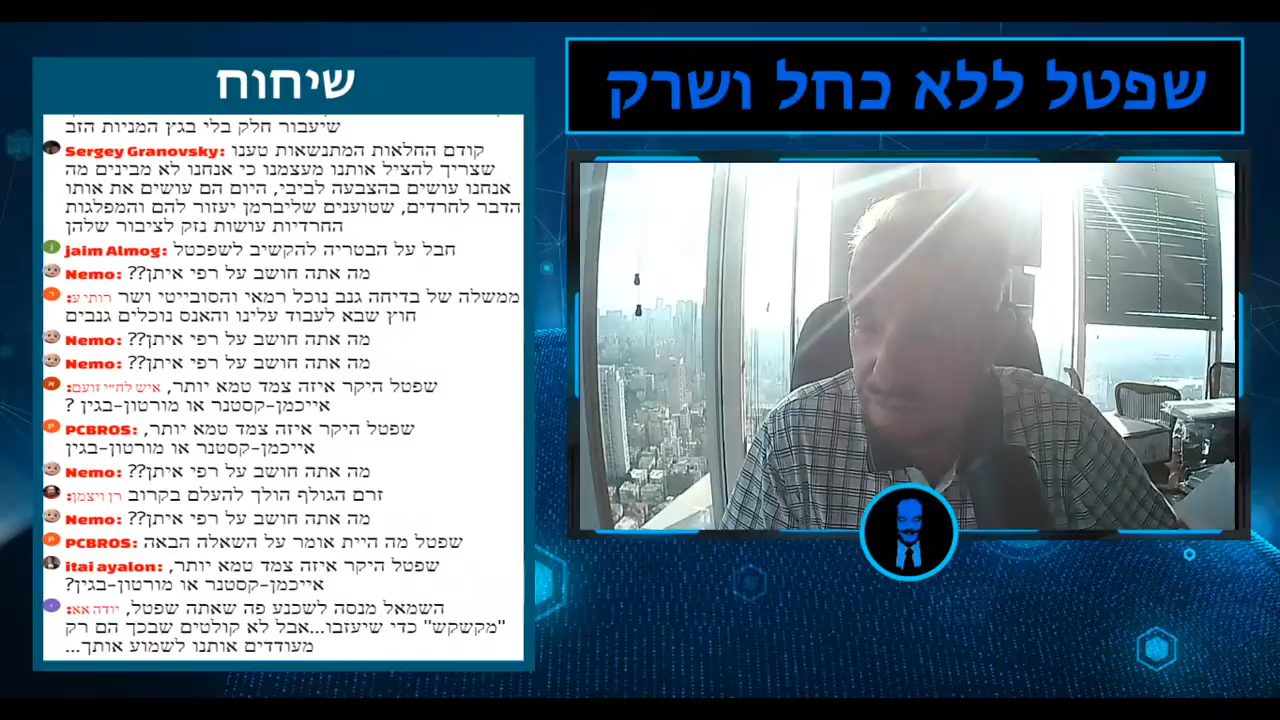 שפטל ללא כחל ושרק
שיחוח
שיעבור חלק בלי בגץ המניות הזב
Sergey Granovsky: קודם החלאות המתנשאות טענו
שצריך להציל אותנו מעצמנו כי אנחנו לא מבינים מה
אנחנו עושים בהצבעה לביבי, היום הם עושים את אותו
הדבר לחרדים, שטוענים שליברמן יעזור להם והמפלגות
החרדיות עושות נזק לציבור שלהן
jaim Almog: חבל על הבטריה להקשיב לשפכטל
Nemo: מה אתה חושב על רפי איתן??
רותי ע: ממשלה של בדיחה גנב נוכל רמאי והסובייטי ושר
חוץ שבא לעבוד עלינו והאנס נוכלים גנבים
Nemo: מה אתה חושב על רפי איתן??
Nemo: מה אתה חושב על רפי איתן??
איש לח״י זועם: שפטל היקר איזה צמד טמא יותר,
אייכמן-קסטנר או מורטון-בגין ?
PCBROS: שפטל היקר איזה צמד טמא יותר,
אייכמן-קסטנר או מורטון-בגין
Nemo: מה אתה חושב על רפי איתן??
רן ויצמן: זרם הגולף הולך להעלם בקרוב
Nemo: מה אתה חושב על רפי איתן??
PCBROS: שפטל מה היית אומר על השאלה הבאה
itai ayalon: שפטל היקר איזה צמד טמא יותר,
אייכמן-קסטנר או מורטון-בגין?
יודה אא: השמאל מנסה לשכנע פה שאתה שפטל,
"מקשקש" כדי שיעזבו...אבל לא קולטים שבכך הם רק
מעודדים אותנו לשמוע אותך...